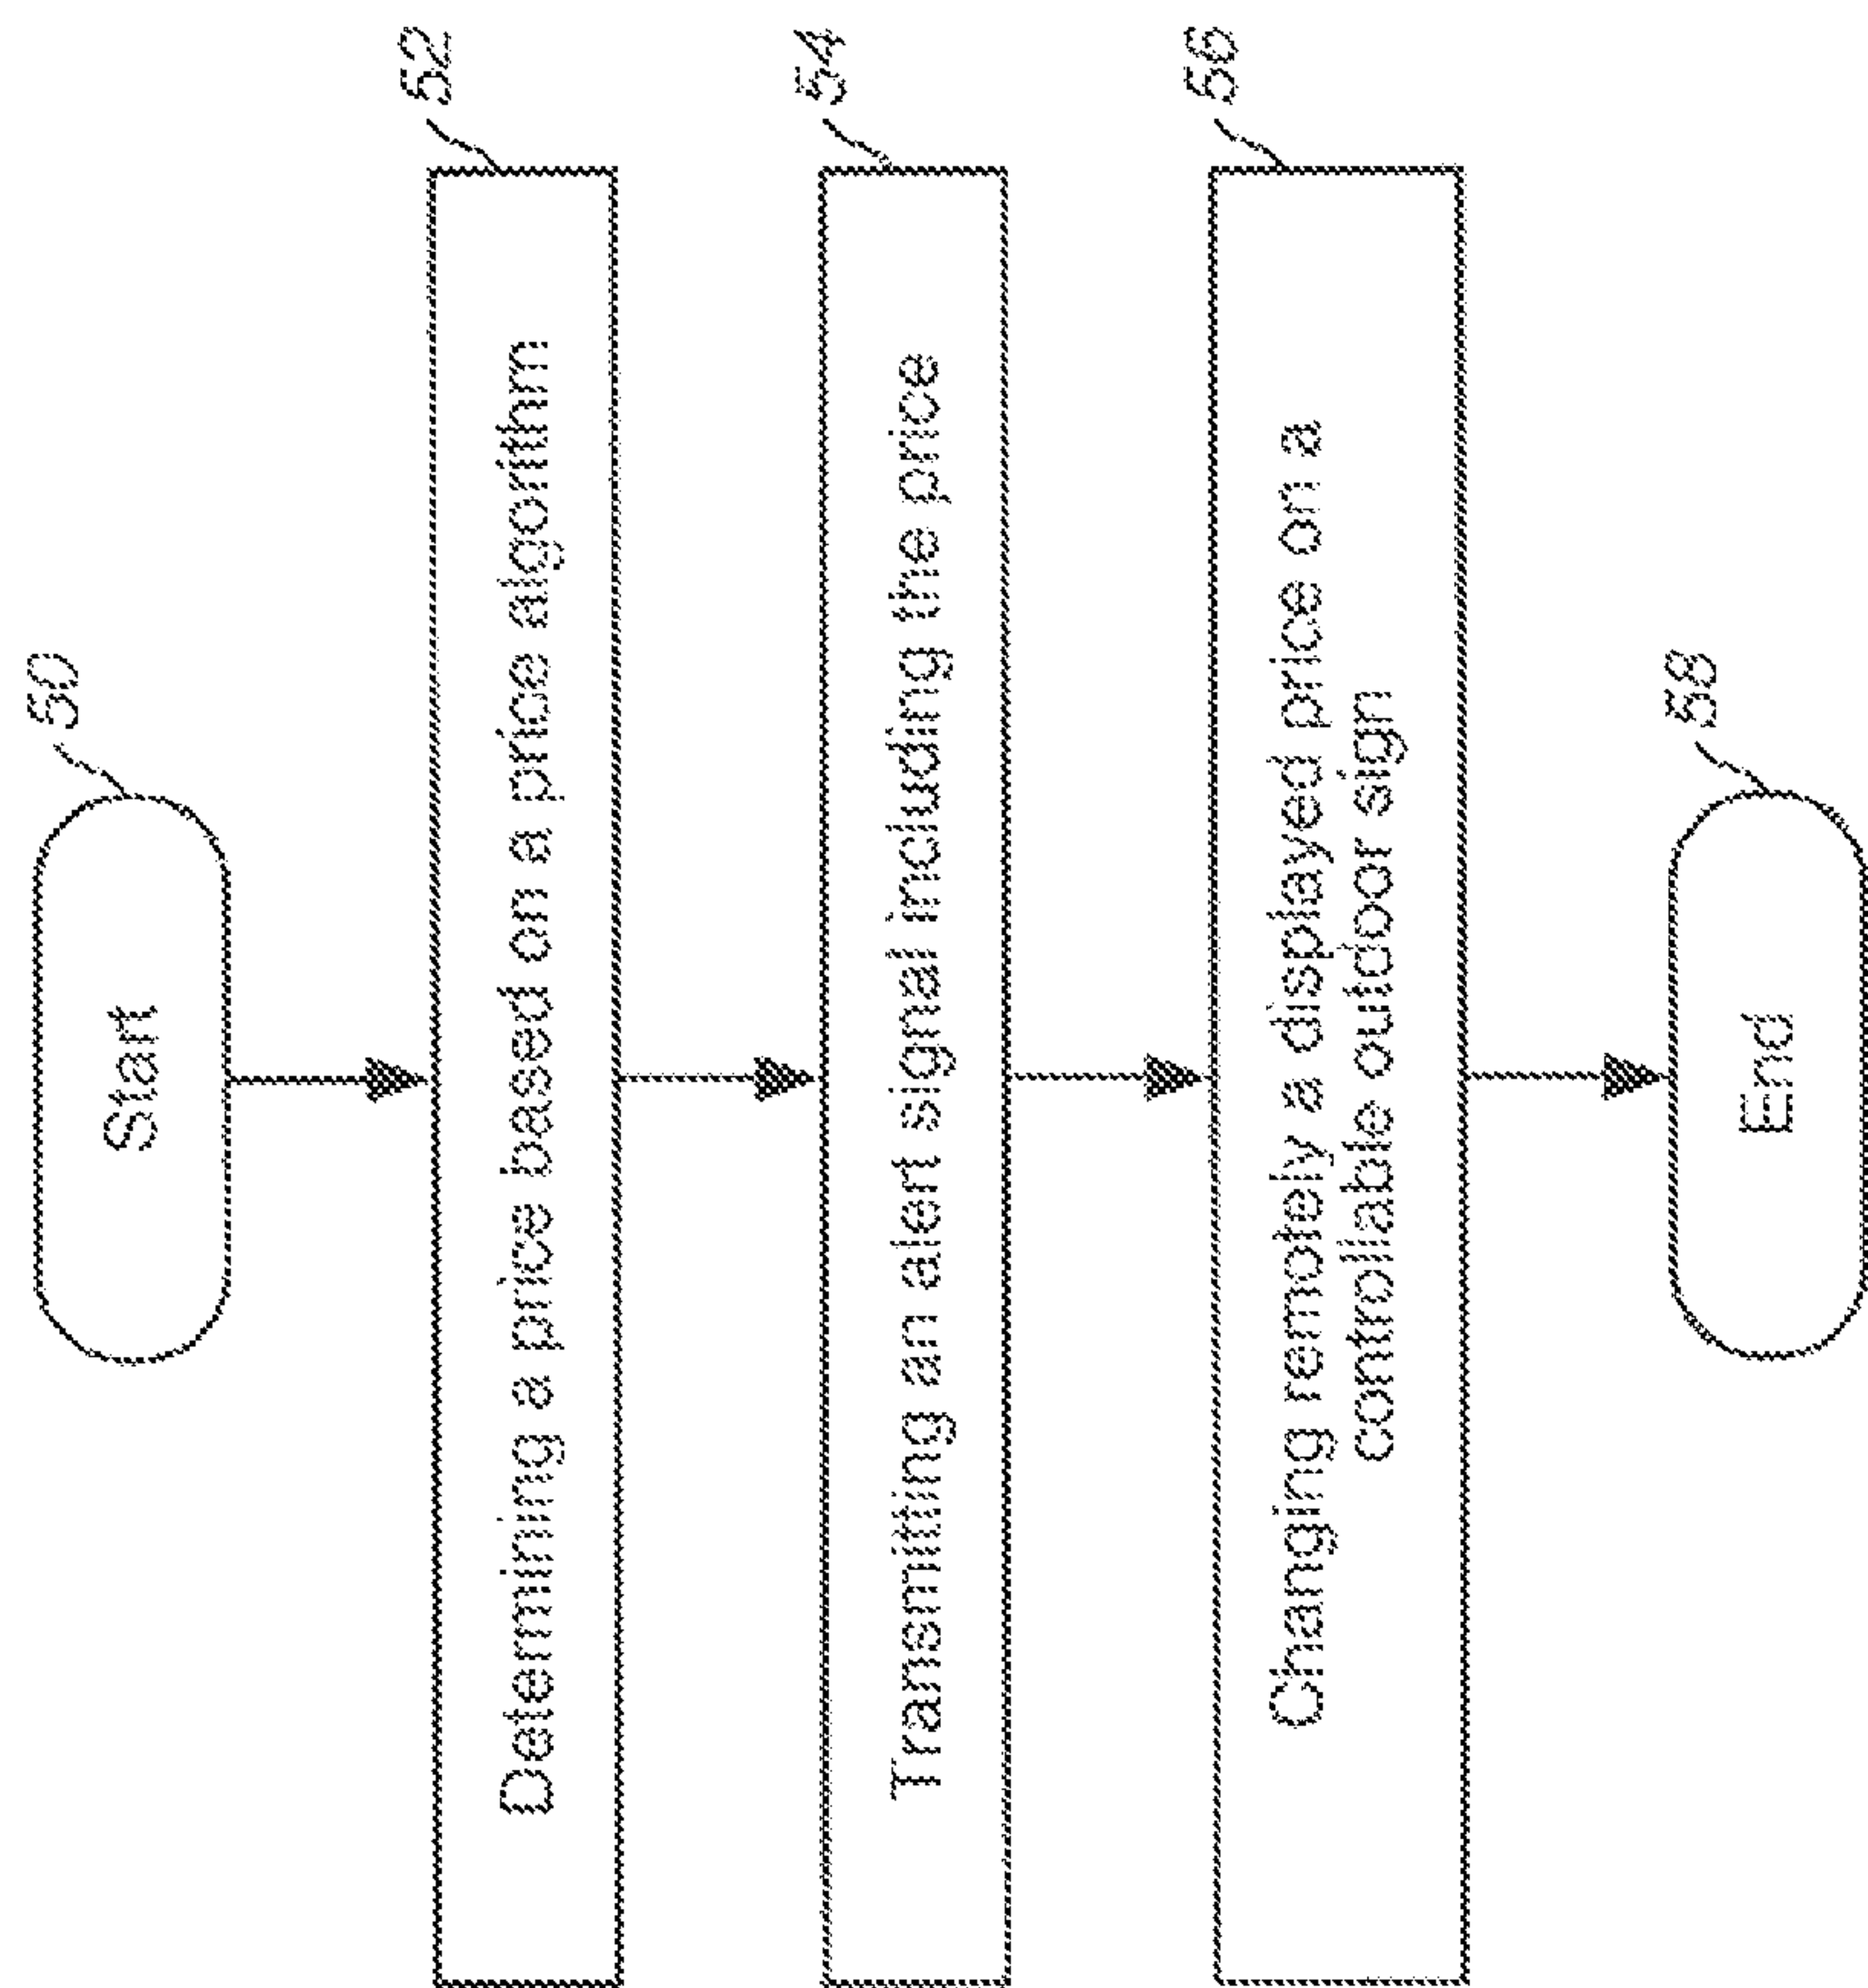 50
Start
52
Determining a price based on a price algorithm
54
Transmitting an alert signal including the price
56
Changing remotely a displayed price on a
controllable outdoor sign
58
End